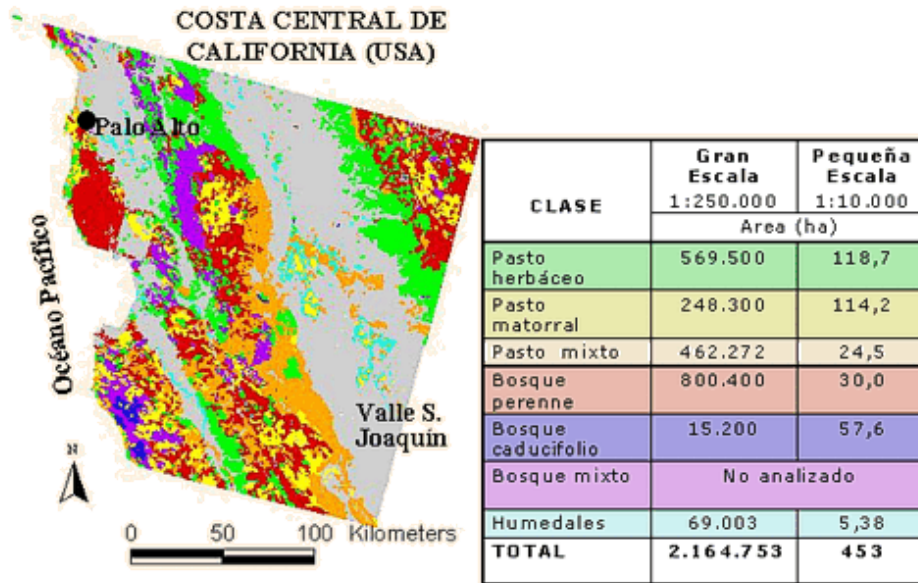 COSTA CENTRAL DE
CALIFORNIA (USA)
Palo Alto
Océano Pacífico
Valle S.
Joaquín
N
0 50 100 Kilometers
CLASE
Gran
Escala
1:250.000
Pequeña
Escala
1:10.000
Area (ha)
Pasto
herbáceo 569.500 118,7
Pasto
matorral 248.300 114,2
Pasto mixto 462.272 24,5
Bosque
perenne 800.400 30,0
Bosque
caducifolio 15.200 57,6
Bosque mixto No analizado
Humedales 69.003 5,38
TOTAL 2.164.753 453